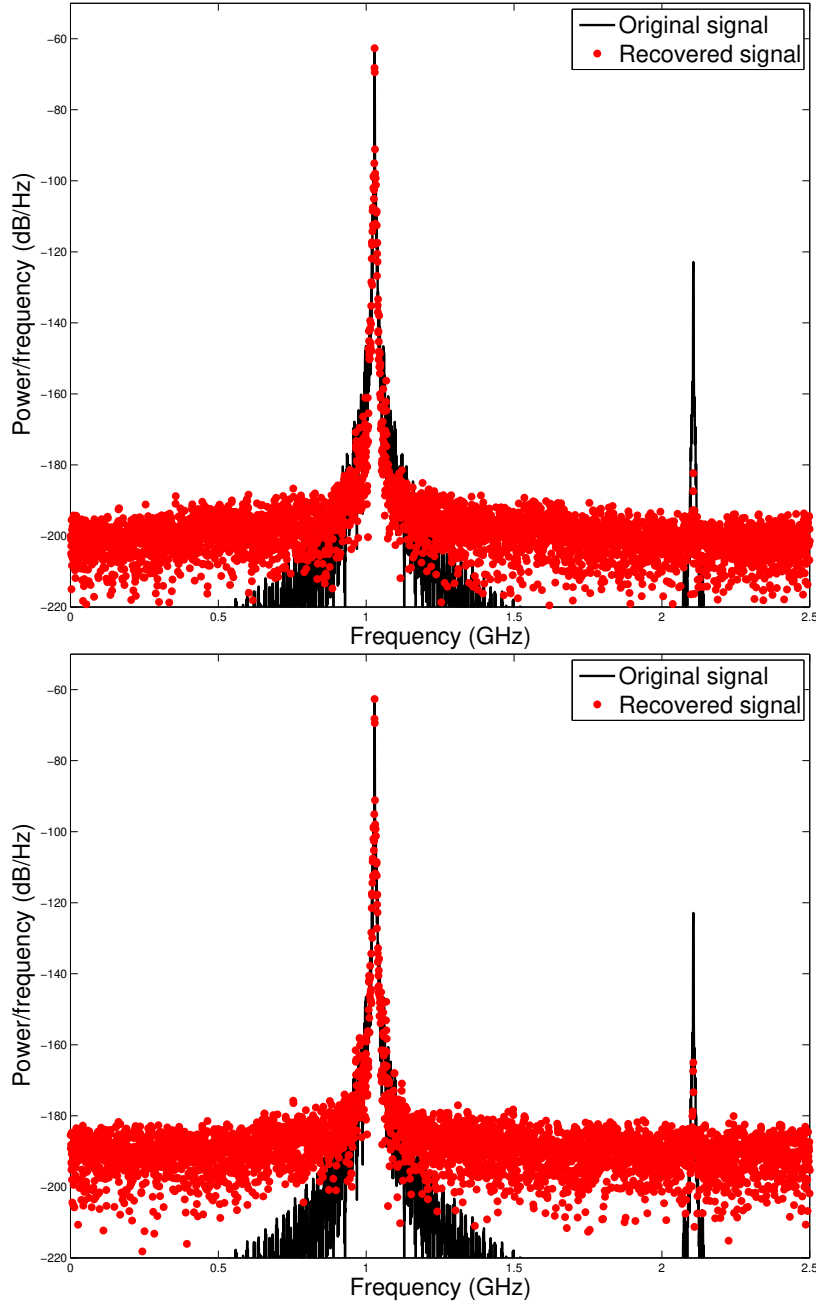 Original signal
Recovered signal
Power/frequency (dB/Hz)
−60
−80
−100
−120
−140
−160
−180
−200
−220
0 0.5 1 1.5 2 2.5
Frequency (GHz)
Original signal
Recovered signal
Power/frequency (dB/Hz)
−60
−80
−100
−120
−140
−160
−180
−200
−220
0 0.5 1 1.5 2 2.5
Frequency (GHz)